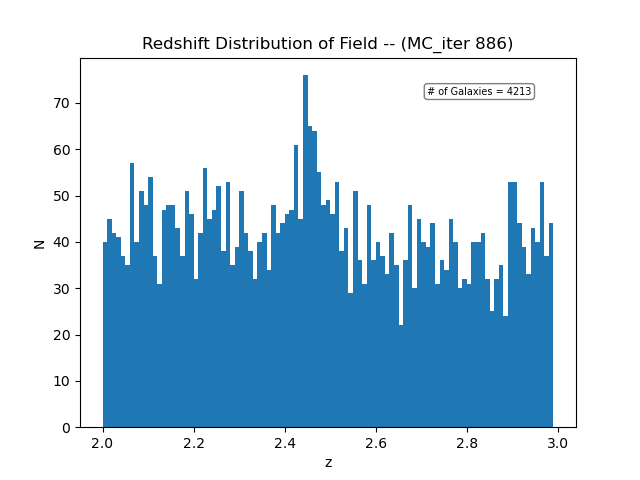 Redshift Distribution of Field -- (MC_iter 886)
# of Galaxies = 4213
70
60
50
40
30
20
10
0
N
2.0 2.2 2.4 2.6 2.8 3.0
z